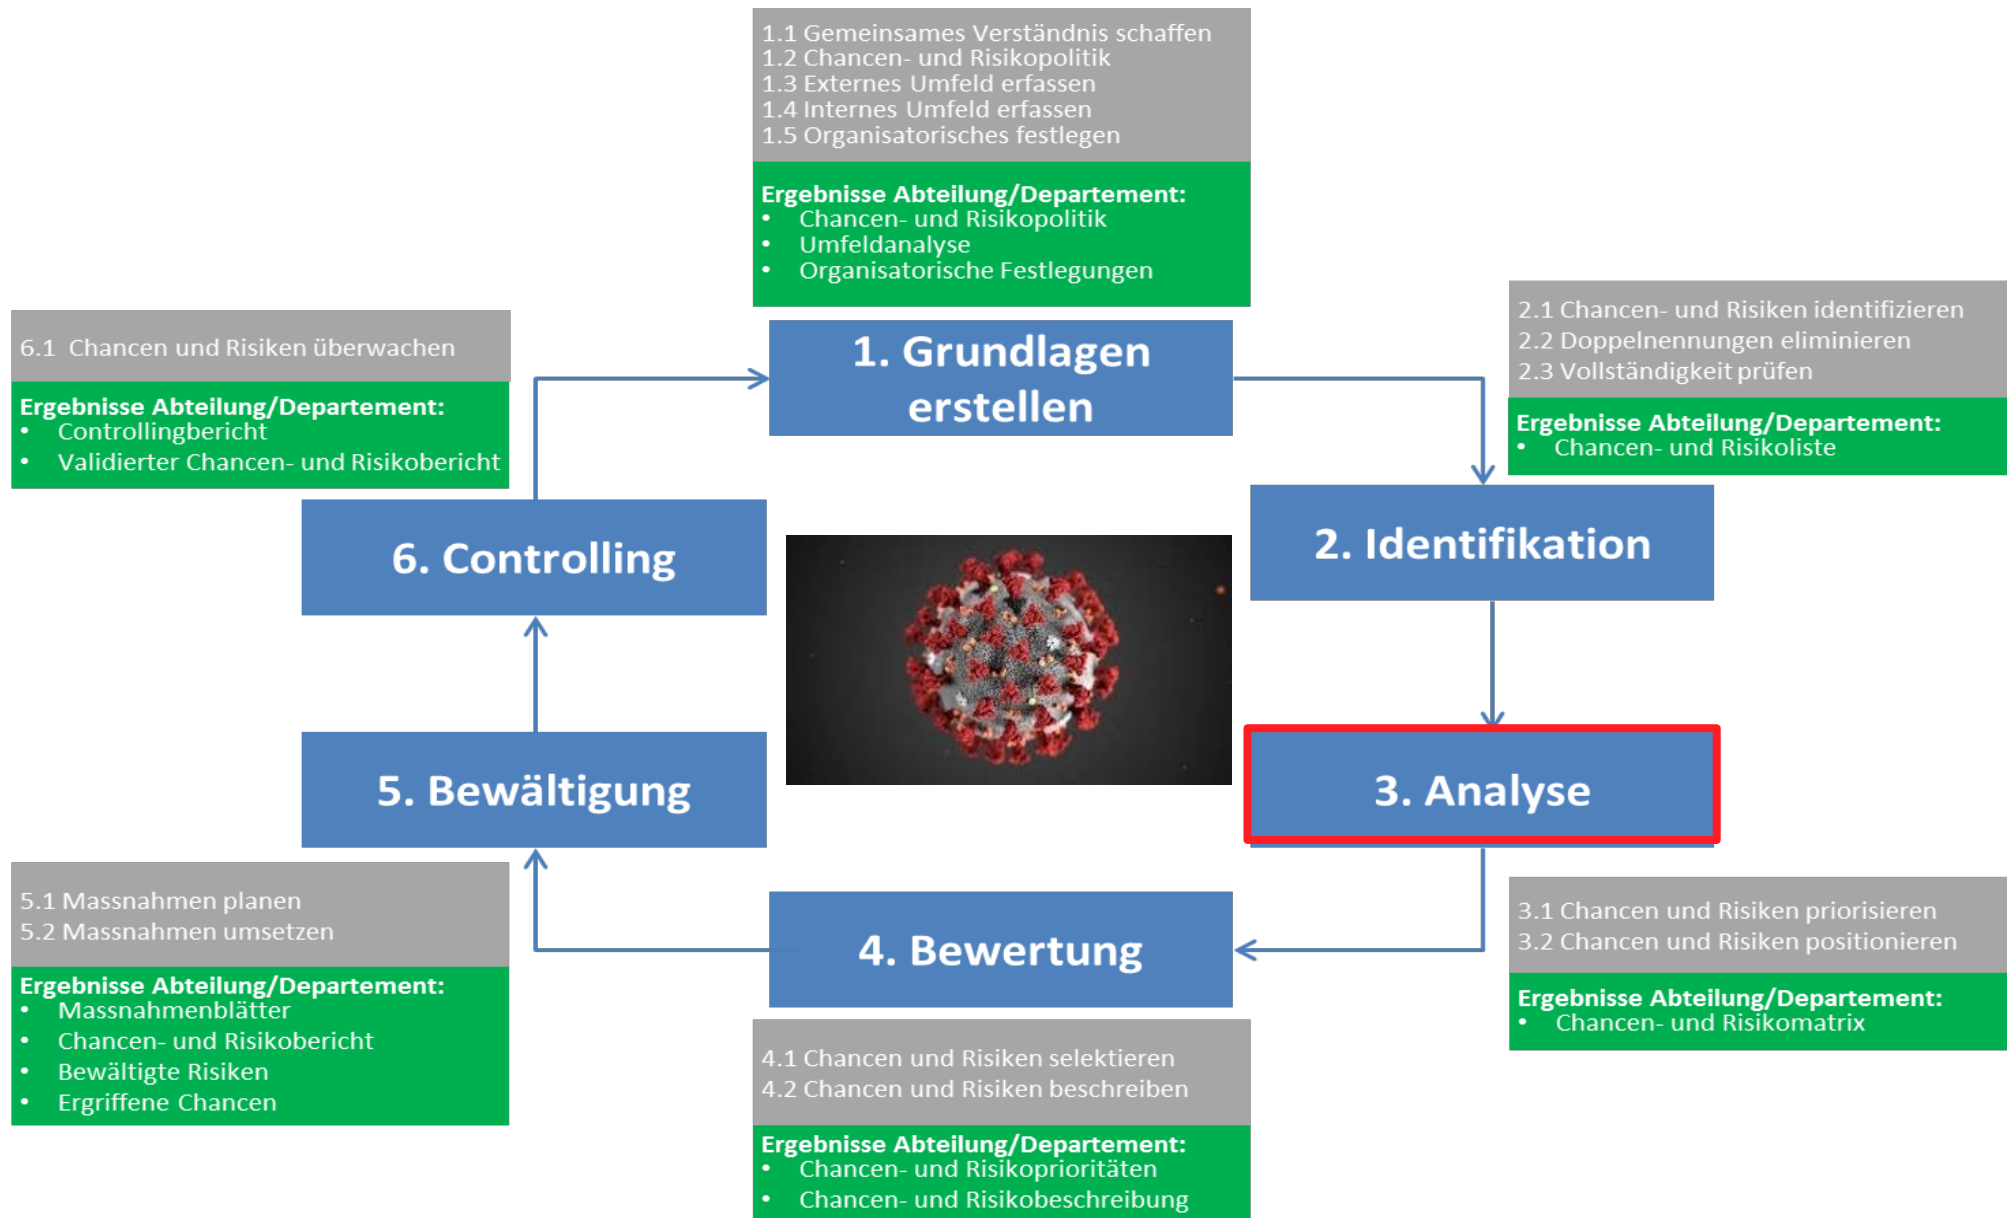 1.1 Gemeinsames Verständnis schaffen
1.2 Chancen- und Risikopolitik
1.3 Externes Umfeld erfassen
1.4 Internes Umfeld erfassen
1.5 Organisatorisches festlegen
Ergebnisse Abteilung/Departement:
• Chancen- und Risikopolitik
• Umfeldanalyse
• Organisatorische Festlegungen
1. Grundlagen
erstellen
2.1 Chancen- und Risiken identifizieren
2.2 Doppelnennungen eliminieren
2.3 Vollständigkeit prüfen
Ergebnisse Abteilung/Departement:
• Chancen- und Risikoliste
2. Identifikation
3. Analyse
3.1 Chancen und Risiken priorisieren
3.2 Chancen und Risiken positionieren
Ergebnisse Abteilung/Departement:
• Chancen- und Risikomatrix
4. Bewertung
4.1 Chancen und Risiken selektieren
4.2 Chancen und Risiken beschreiben
Ergebnisse Abteilung/Departement:
• Chancen- und Risikoprioritäten
• Chancen- und Risikobeschreibung
5. Bewältigung
5.1 Massnahmen planen
5.2 Massnahmen umsetzen
Ergebnisse Abteilung/Departement:
• Massnahmenblätter
• Chancen- und Risikobericht
• Bewältigte Risiken
• Ergriffene Chancen
6.1 Chancen und Risiken überwachen
Ergebnisse Abteilung/Departement:
• Controllingbericht
• Validierter Chancen- und Risikobericht
6. Controlling